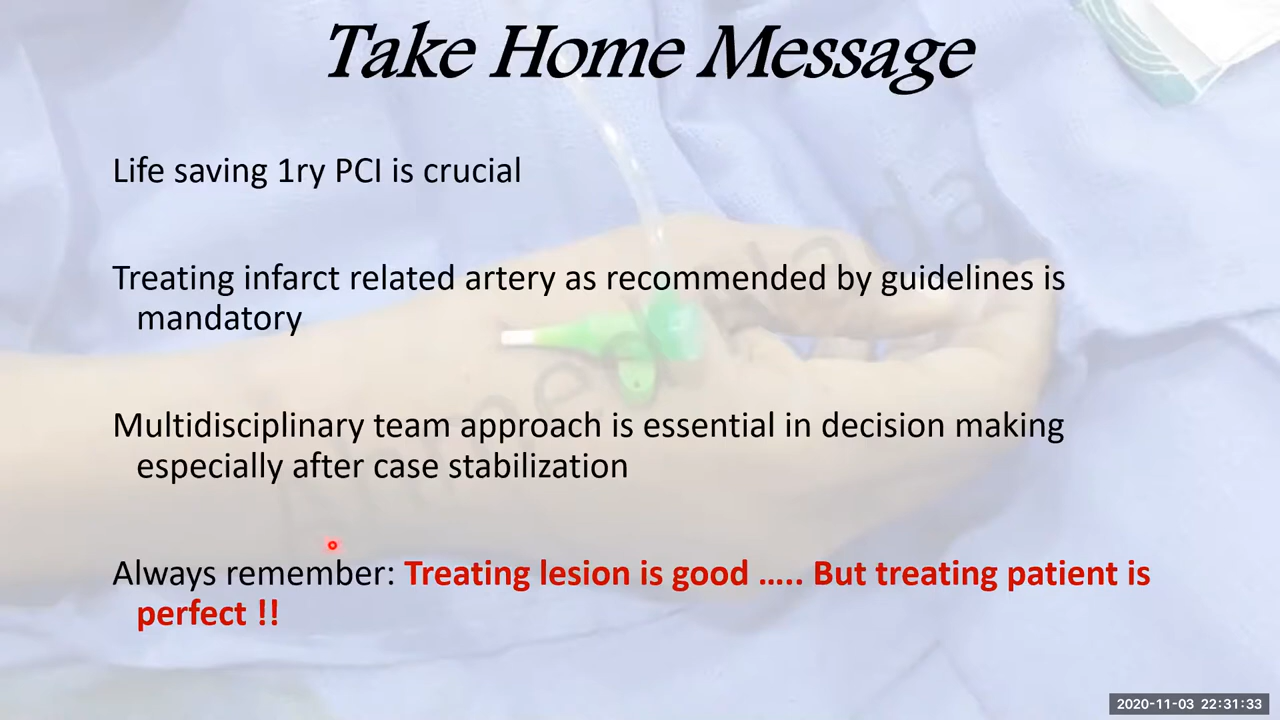 Take Home Message
Life saving 1ry PCI is crucial
Treating infarct related artery as recommended by guidelines is
mandatory
Multidisciplinary team approach is essential in decision making
especially after case stabilization
Always remember: Treating lesion is good ..... But treating patient is
perfect !!
2020-11-03 22:31:33